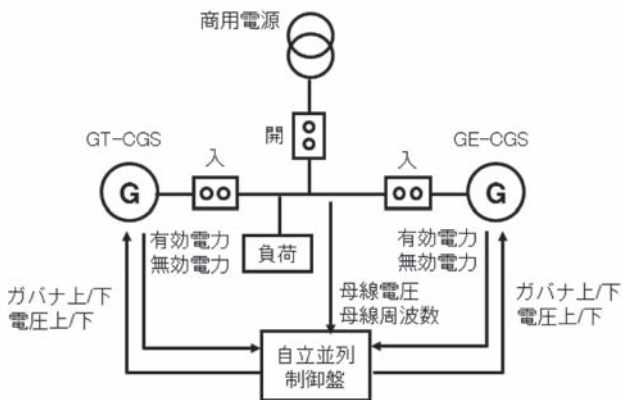 商用電源
開
GT-CGS
入
入
GE-CGS
G
G
有効電力
無効電力
負荷
有効電力
無効電力
ガバナ上/下
電圧上/下
母線電圧
母線周波数
ガバナ上/下
電圧上/下
自立並列
制御盤